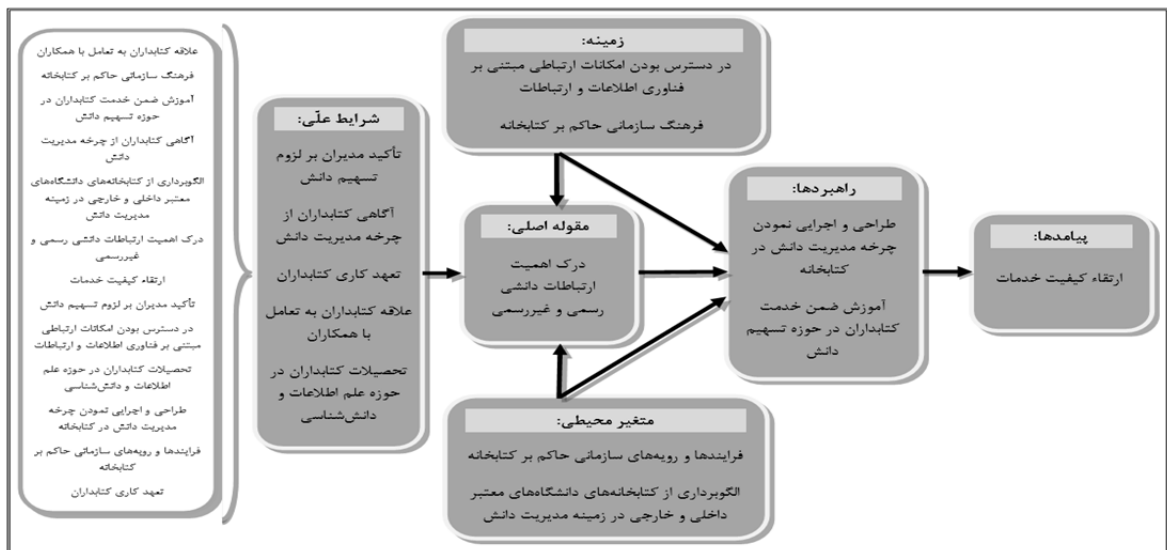 علاقه کتابداران به تعامل با همکاران
فرهنگ سازمانی حاکم بر کتابخانه
آموزش ضمن خدمت کتابداران در
حوزه تسهیم دانش
آگاهی کتابداران از چرخه مدیریت
دانش
الگوبرداری از کتابخانه‌های دانشگاه‌های
معتبر داخلی و خارجی در زمینه
مدیریت دانش
درک اهمیت ارتباطات دانشی رسمی و
غیررسمی
ارتقاء کیفیت خدمات
تأکید مدیران بر لزوم تسهیم دانش
در دسترس بودن امکانات ارتباطی
مبتنی بر فناوری اطلاعات و ارتباطات
تحصیلات کتابداران در حوزه علم
اطلاعات و دانش‌شناسی
طراحی و اجرایی نمودن چرخه
مدیریت دانش در کتابخانه
فرایندها و رویه‌های سازمانی حاکم بر
کتابخانه
تعهد کاری کتابداران
شرایط علّی:
تأکید مدیران بر لزوم
تسهیم دانش
آگاهی کتابداران از
چرخه مدیریت دانش
تعهد کاری کتابداران
علاقه کتابداران به تعامل
با همکاران
تحصیلات کتابداران در
حوزه علم اطلاعات و
دانش‌شناسی
زمینه:
در دسترس بودن امکانات ارتباطی مبتنی بر
فناوری اطلاعات و ارتباطات
فرهنگ سازمانی حاکم بر کتابخانه
مقوله اصلی:
درک اهمیت
ارتباطات دانشی
رسمی و غیررسمی
متغیر محیطی:
فرایندها و رویه‌های سازمانی حاکم بر کتابخانه
الگوبرداری از کتابخانه‌های دانشگاه‌های معتبر
داخلی و خارجی در زمینه مدیریت دانش
راهبردها:
طراحی و اجرایی نمودن
چرخه مدیریت دانش در
کتابخانه
آموزش ضمن خدمت
کتابداران در حوزه تسهیم
دانش
پیامدها:
ارتقاء کیفیت خدمات